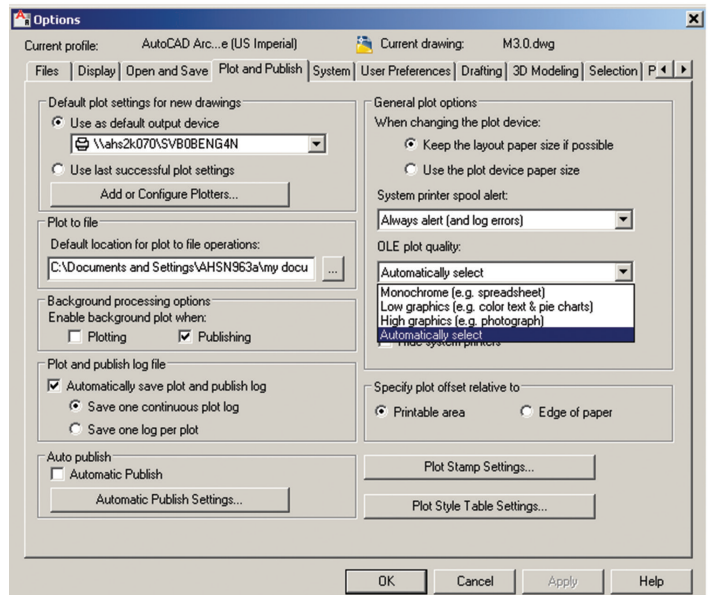 Options
Current profile: AutoCAD Arc...e (US Imperial) Current drawing: M3.0.dwg
Files Display Open and Save Plot and Publish System User Preferences Drafting 3D Modeling Selection P
Default plot settings for new drawings
Use as default output device
\\ahs2k070\SVB0BENG4N
Use last successful plot settings
Add or Configure Plotters...
Plot to file
Default location for plot to file operations:
C:\Documents and Settings\AHSN963a\my docu ...
Background processing options
Enable background plot when:
Plotting Publishing
Plot and publish log file
Automatically save plot and publish log
Save one continuous plot log
Save one log per plot
Auto publish
Automatic Publish
Automatic Publish Settings...
General plot options
When changing the plot device:
Keep the layout paper size if possible
Use the plot device paper size
System printer spool alert:
Always alert (and log errors)
OLE plot quality:
Automatically select
Monochrome (e.g. spreadsheet)
Low graphics (e.g. color text & pie charts)
High graphics (e.g. photograph)
Automatically select
Hide system printers
Specify plot offset relative to
Printable area Edge of paper
Plot Stamp Settings...
Plot Style Table Settings...
OK Cancel Apply Help